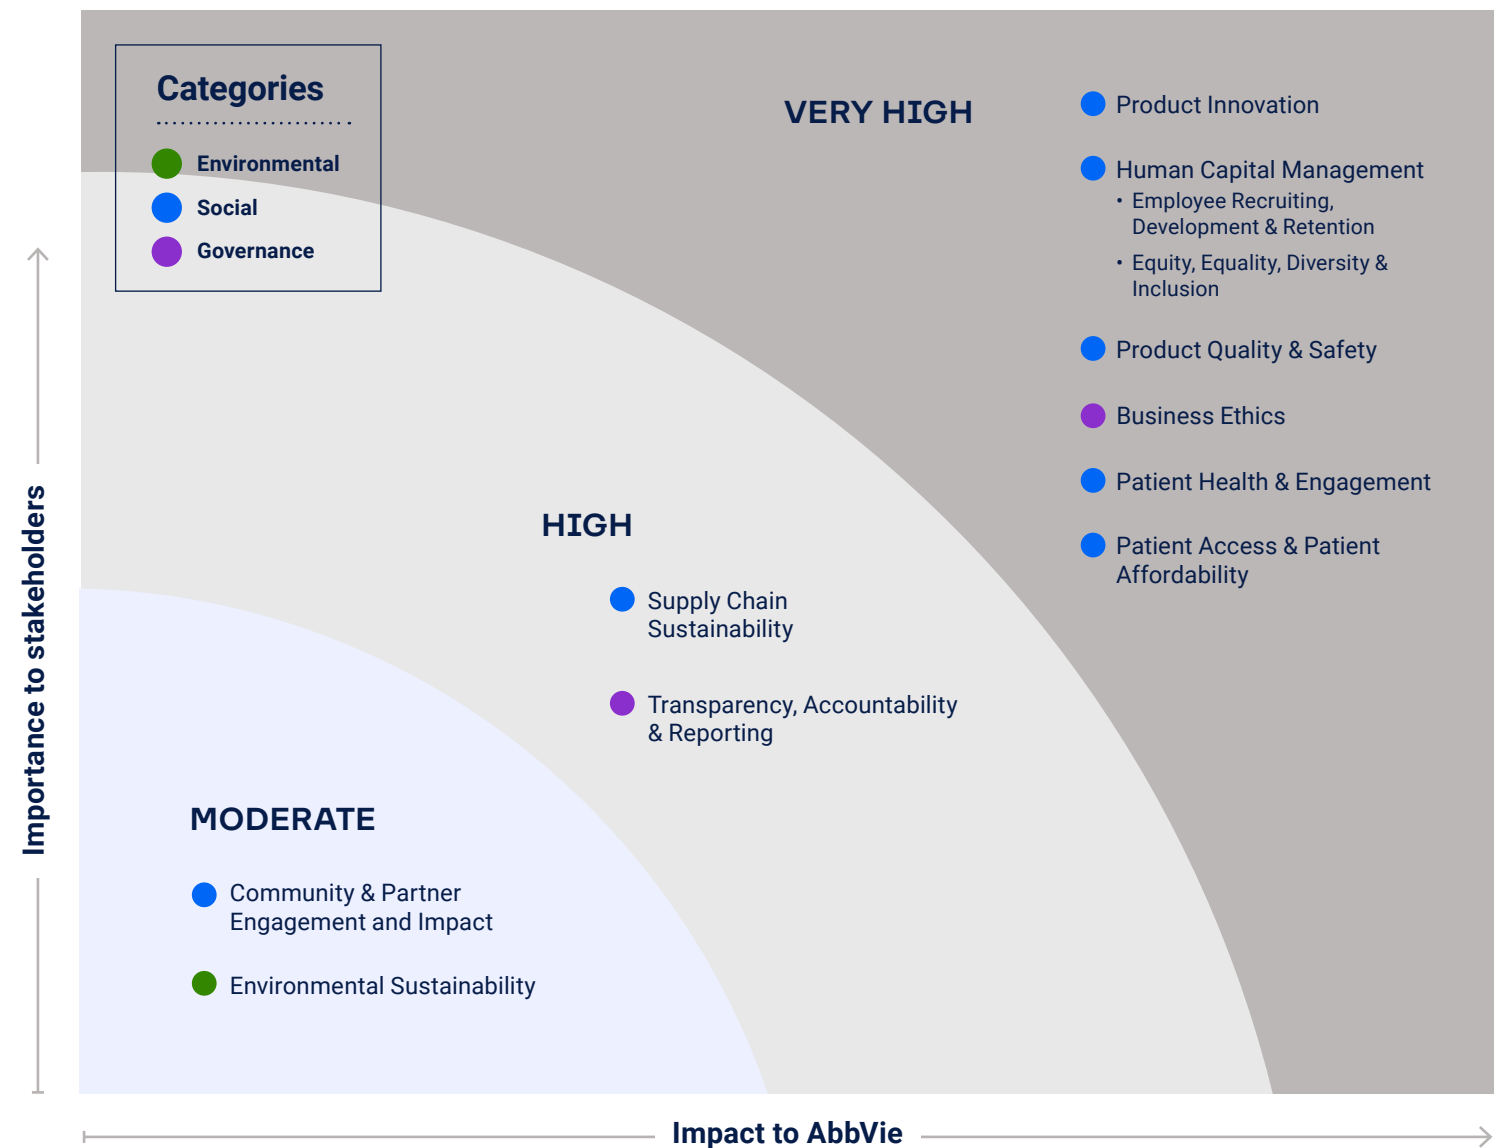 Categories
Environmental
Social
Governance
VERY HIGH
Product Innovation
Human Capital Management
• Employee Recruiting,
Development & Retention
• Equity, Equality, Diversity &
Inclusion
Product Quality & Safety
Business Ethics
Patient Health & Engagement
Patient Access & Patient
Affordability
HIGH
Supply Chain
Sustainability
Transparency, Accountability
& Reporting
MODERATE
Community & Partner
Engagement and Impact
Environmental Sustainability
Importance to stakeholders
Impact to AbbVie